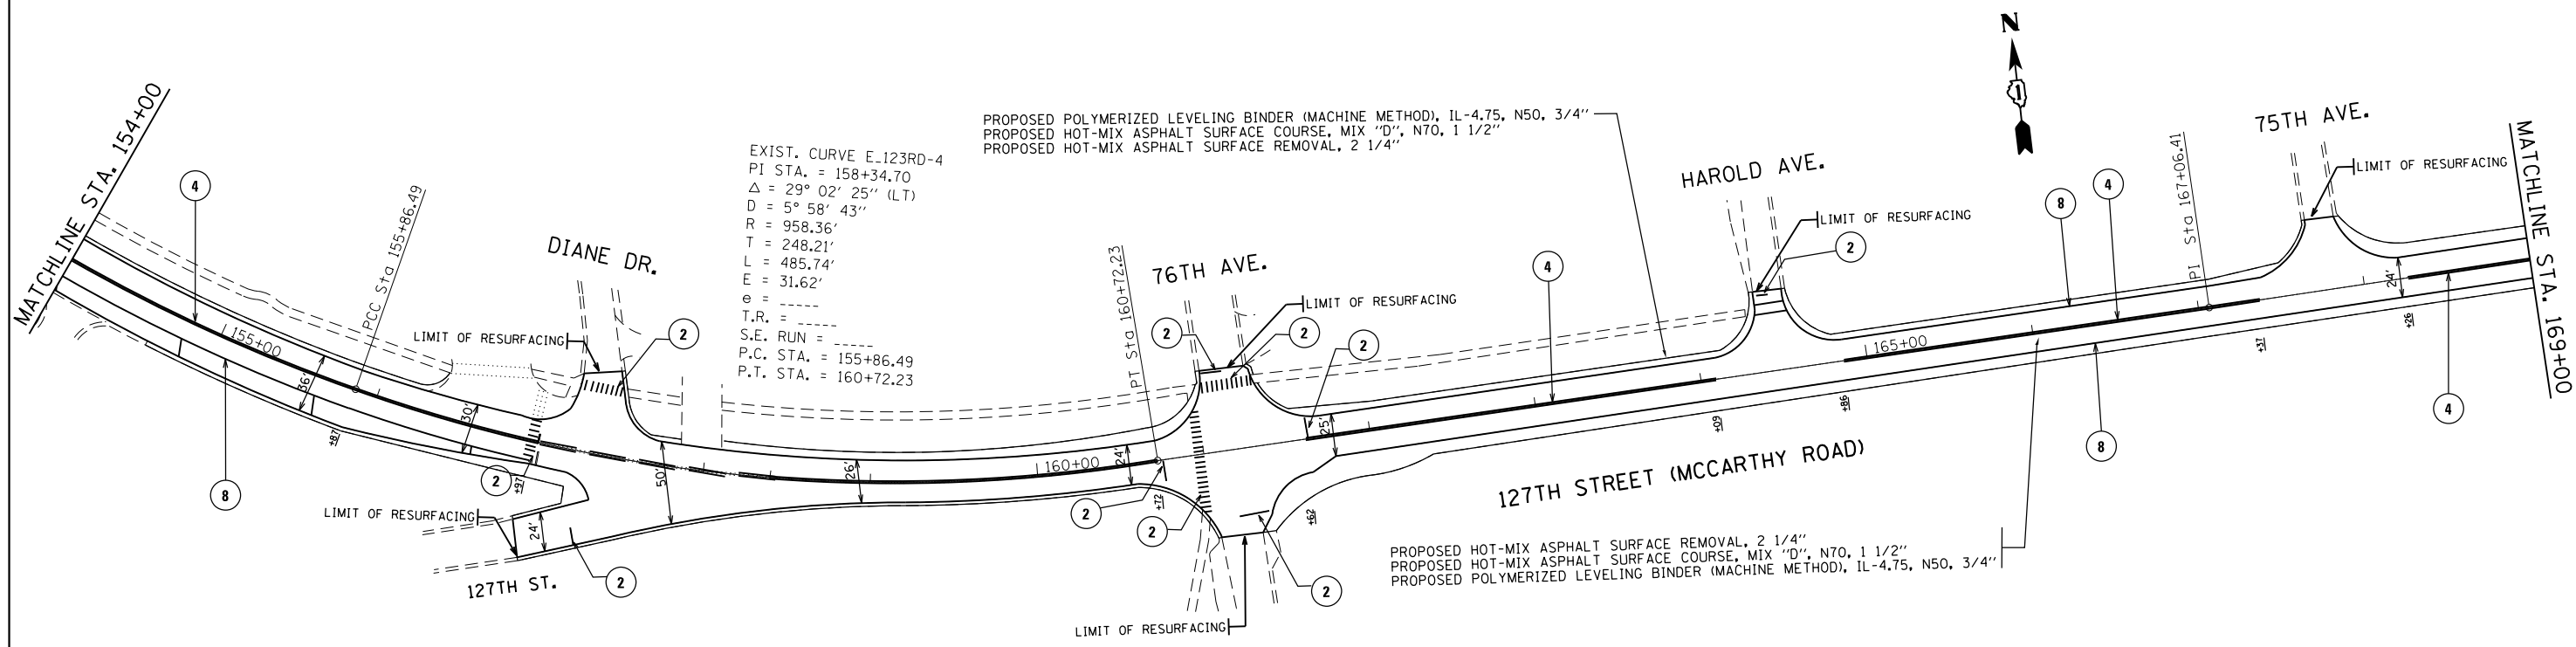 MATCHLINE STA. 154+00
4
155+00
PCC Sta 155+86.49
36'
30'
+87
8
2
+97
LIMIT OF RESURFACING
DIANE DR.
2
LIMIT OF RESURFACING
24'
127TH ST.
2
50'
EXIST. CURVE E_123RD-4
PI STA. = 158+34.70
Δ = 29° 02' 25" (LT)
D = 5° 58' 43"
R = 958.36'
T = 248.21'
L = 485.74'
E = 31.62'
e = _____
T.R. = _____
S.E. RUN = _____
P.C. STA. = 155+86.49
P.T. STA. = 160+72.23
26'
160+00
24'
PT Sta 160+72.23
+72
2
2
76TH AVE.
2
LIMIT OF RESURFACING
2
2
25'
+62
2
LIMIT OF RESURFACING
PROPOSED POLYMERIZED LEVELING BINDER (MACHINE METHOD), IL-4.75, N50, 3/4"
PROPOSED HOT-MIX ASPHALT SURFACE COURSE, MIX "D", N70, 1 1/2"
PROPOSED HOT-MIX ASPHALT SURFACE REMOVAL, 2 1/4"
4
HAROLD AVE.
LIMIT OF RESURFACING
2
+09
+86
165+00
127TH STREET (MCCARTHY ROAD)
PROPOSED HOT-MIX ASPHALT SURFACE REMOVAL, 2 1/4"
PROPOSED HOT-MIX ASPHALT SURFACE COURSE, MIX "D", N70, 1 1/2"
PROPOSED POLYMERIZED LEVELING BINDER (MACHINE METHOD), IL-4.75, N50, 3/4"
N
1
8
4
8
PI Sta 167+06.41
+37
75TH AVE.
LIMIT OF RESURFACING
24'
+26
4
MATCHLINE STA. 169+00